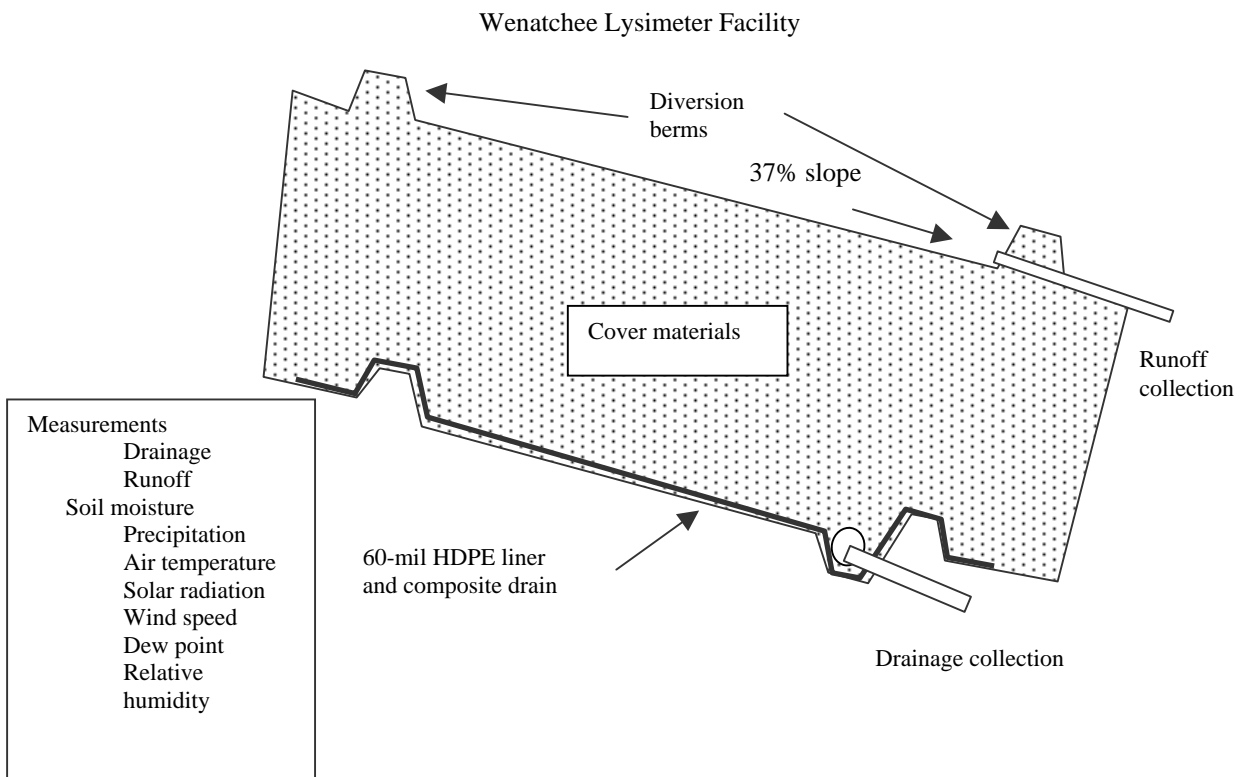 Wenatchee Lysimeter Facility
Diversion
berms
37% slope
Cover materials
Runoff
collection
Measurements
Drainage
Runoff
Soil moisture
Precipitation
Air temperature
Solar radiation
Wind speed
Dew point
Relative
humidity
60-mil HDPE liner
and composite drain
Drainage collection